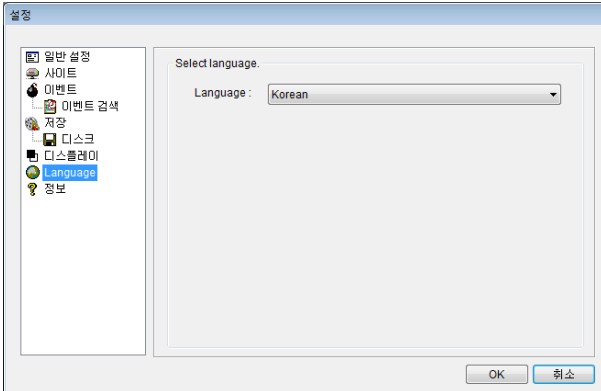 설정
일반 설정
사이트
이벤트
이벤트 검색
저장
디스크
디스플레이
Language
정보
Select language.
Language :
Korean
OK
취소